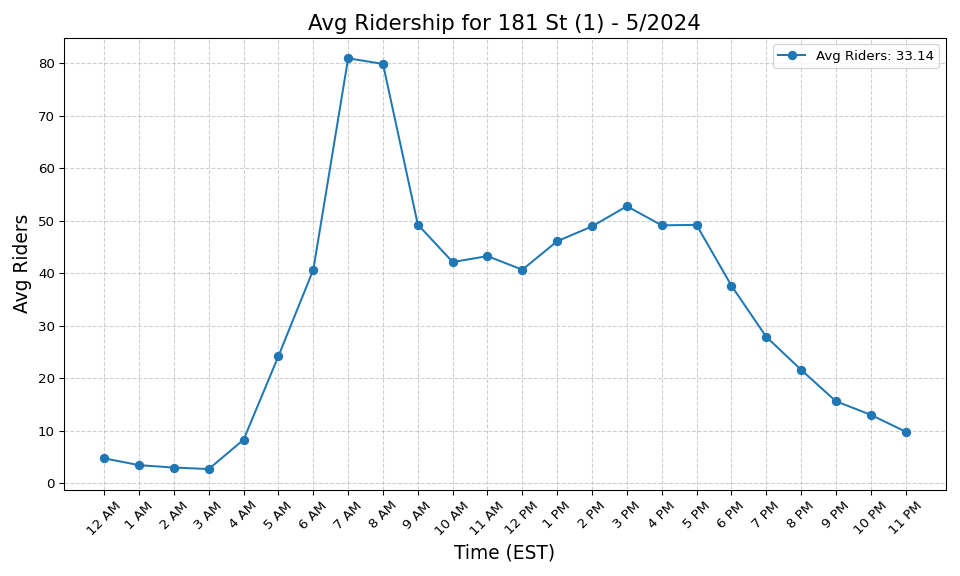 Avg Ridership for 181 St (1) - 5/2024
Avg Riders: 33.14
Avg Riders
80
70
60
50
40
30
20
10
0
12 AM
1 AM
2 AM
3 AM
4 AM
5 AM
6 AM
7 AM
8 AM
9 AM
10 AM
11 AM
12 PM
1 PM
2 PM
3 PM
4 PM
5 PM
6 PM
7 PM
8 PM
9 PM
10 PM
11 PM
Time (EST)